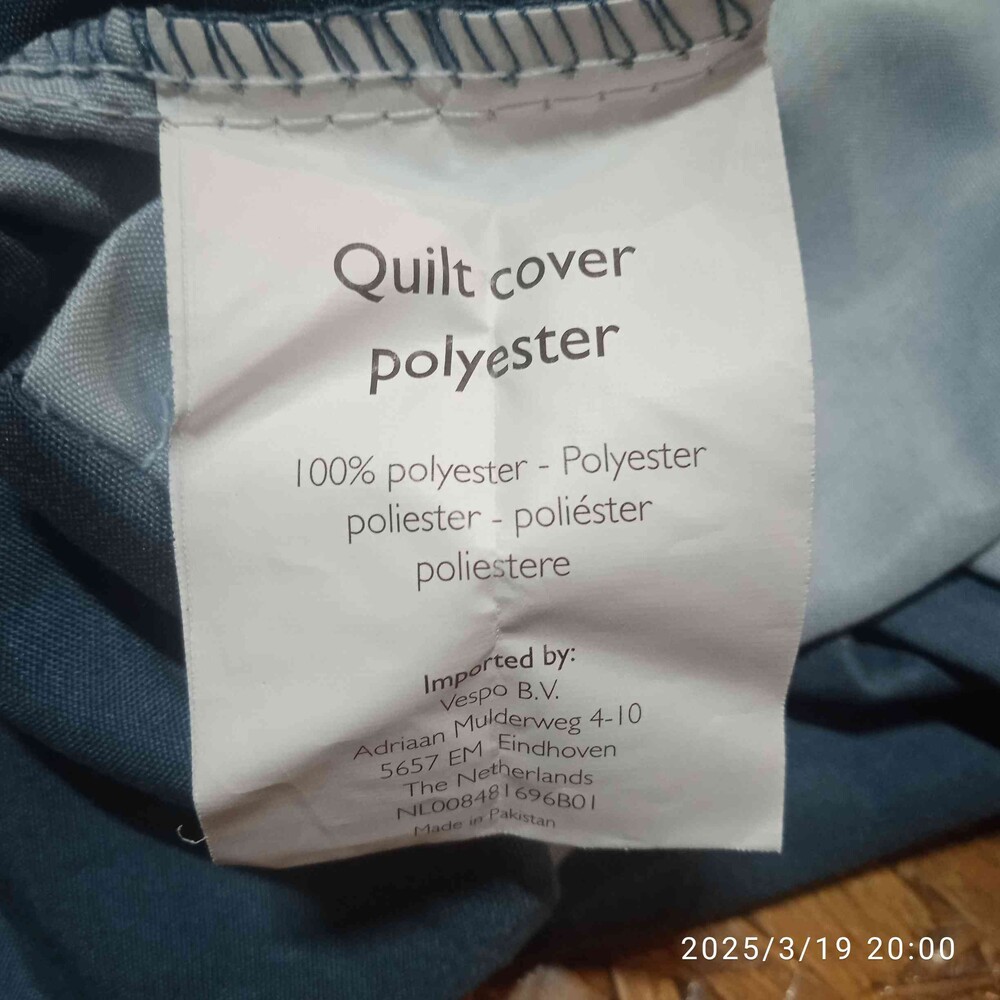 Quilt cover
polyester
100% polyester - Polyester
poliester - poliéster
poliestere
Imported by:
Vespo B.V.
Adriaan Mulderweg 4-10
5657 EM Eindhoven
The Netherlands
NL008481696B01
Made in Pakistan
2025/3/19 20:00